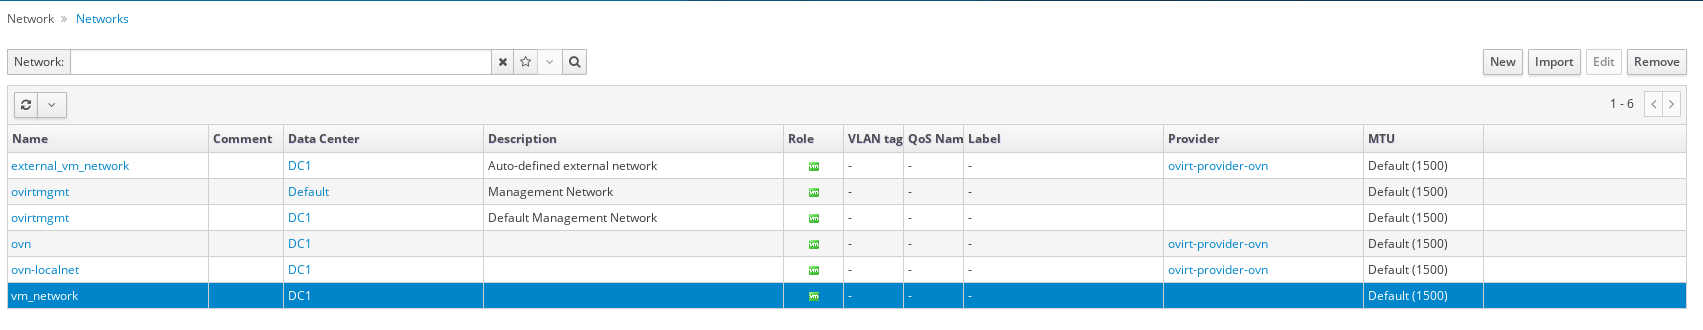 Network » Networks
Network:
New Import Edit Remove
1 - 6
Name Comment Data Center Description Role VLAN tag QoS Nam Label Provider MTU
external_vm_network DC1 Auto-defined external network vm - - - ovirt-provider-ovn Default (1500)
ovirtmgmt Default Management Network vm - - - Default (1500)
ovirtmgmt DC1 Default Management Network vm - - - Default (1500)
ovn DC1 vm - - - ovirt-provider-ovn Default (1500)
ovn-localnet DC1 vm - - - ovirt-provider-ovn Default (1500)
vm_network DC1 vm - - - Default (1500)